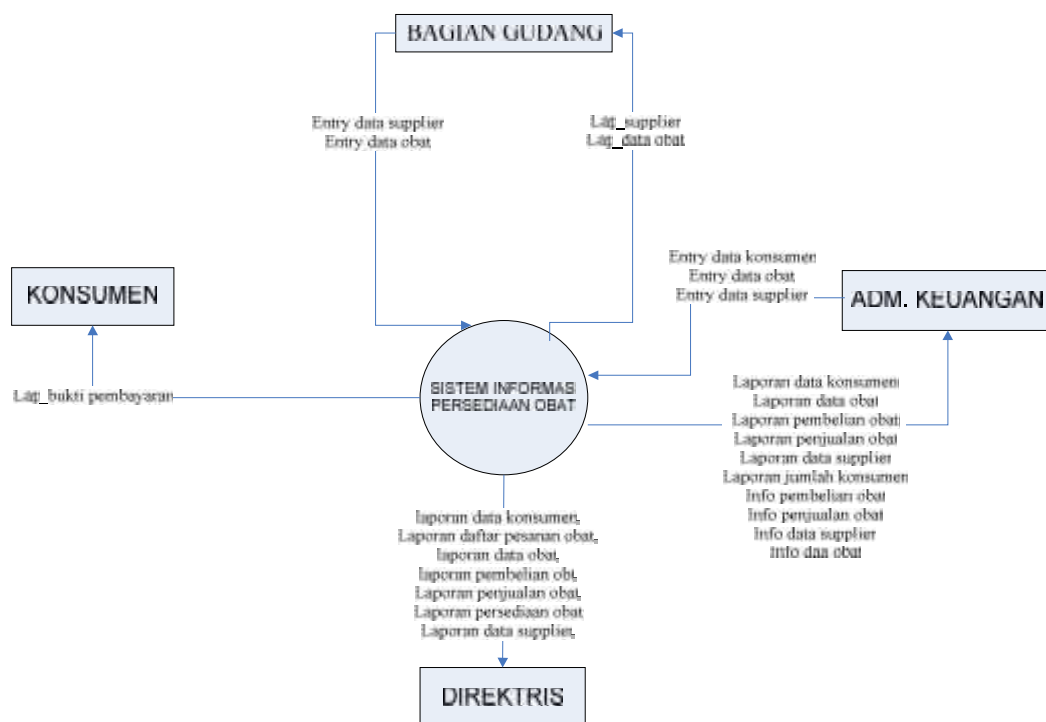 BAGIAN GUDANG
Entry data supplier
Entry data obat
Lap_supplier
Lap_data obat
KONSUMEN
Entry data konsumen
Entry data obat
Entry data supplier
ADM. KEUANGAN
Lap_bukti pembayaran
SISTEM INFORMASI
PERSEDIAAN OBAT
Laporan data konsumen
Laporan data obat
Laporan pembelian obat
Laporan penjualan obat
Laporan data supplier
Laporan jumlah konsumen
Info pembelian obat
Info penjualan obat
Info data supplier
Info daa obat
laporan data konsumen,
Laporan daftar pesanan obat,
laporan data obat,
laporan pembelian obt,
Laporan penjualan obat,
Laporan persediaan obat
Laporan data supplier,
DIREKTRIS